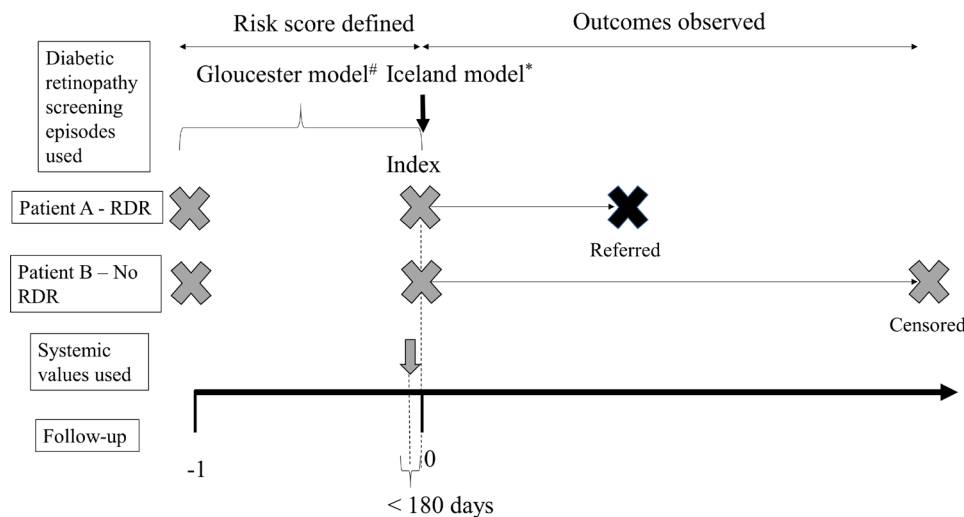 Risk score defined
Outcomes observed
Diabetic
retinopathy
screening
episodes
used
Gloucester model#
Iceland model*
Index
Patient A - RDR
Referred
Patient B – No
RDR
Censored
Systemic
values used
Follow-up
-1
0
< 180 days